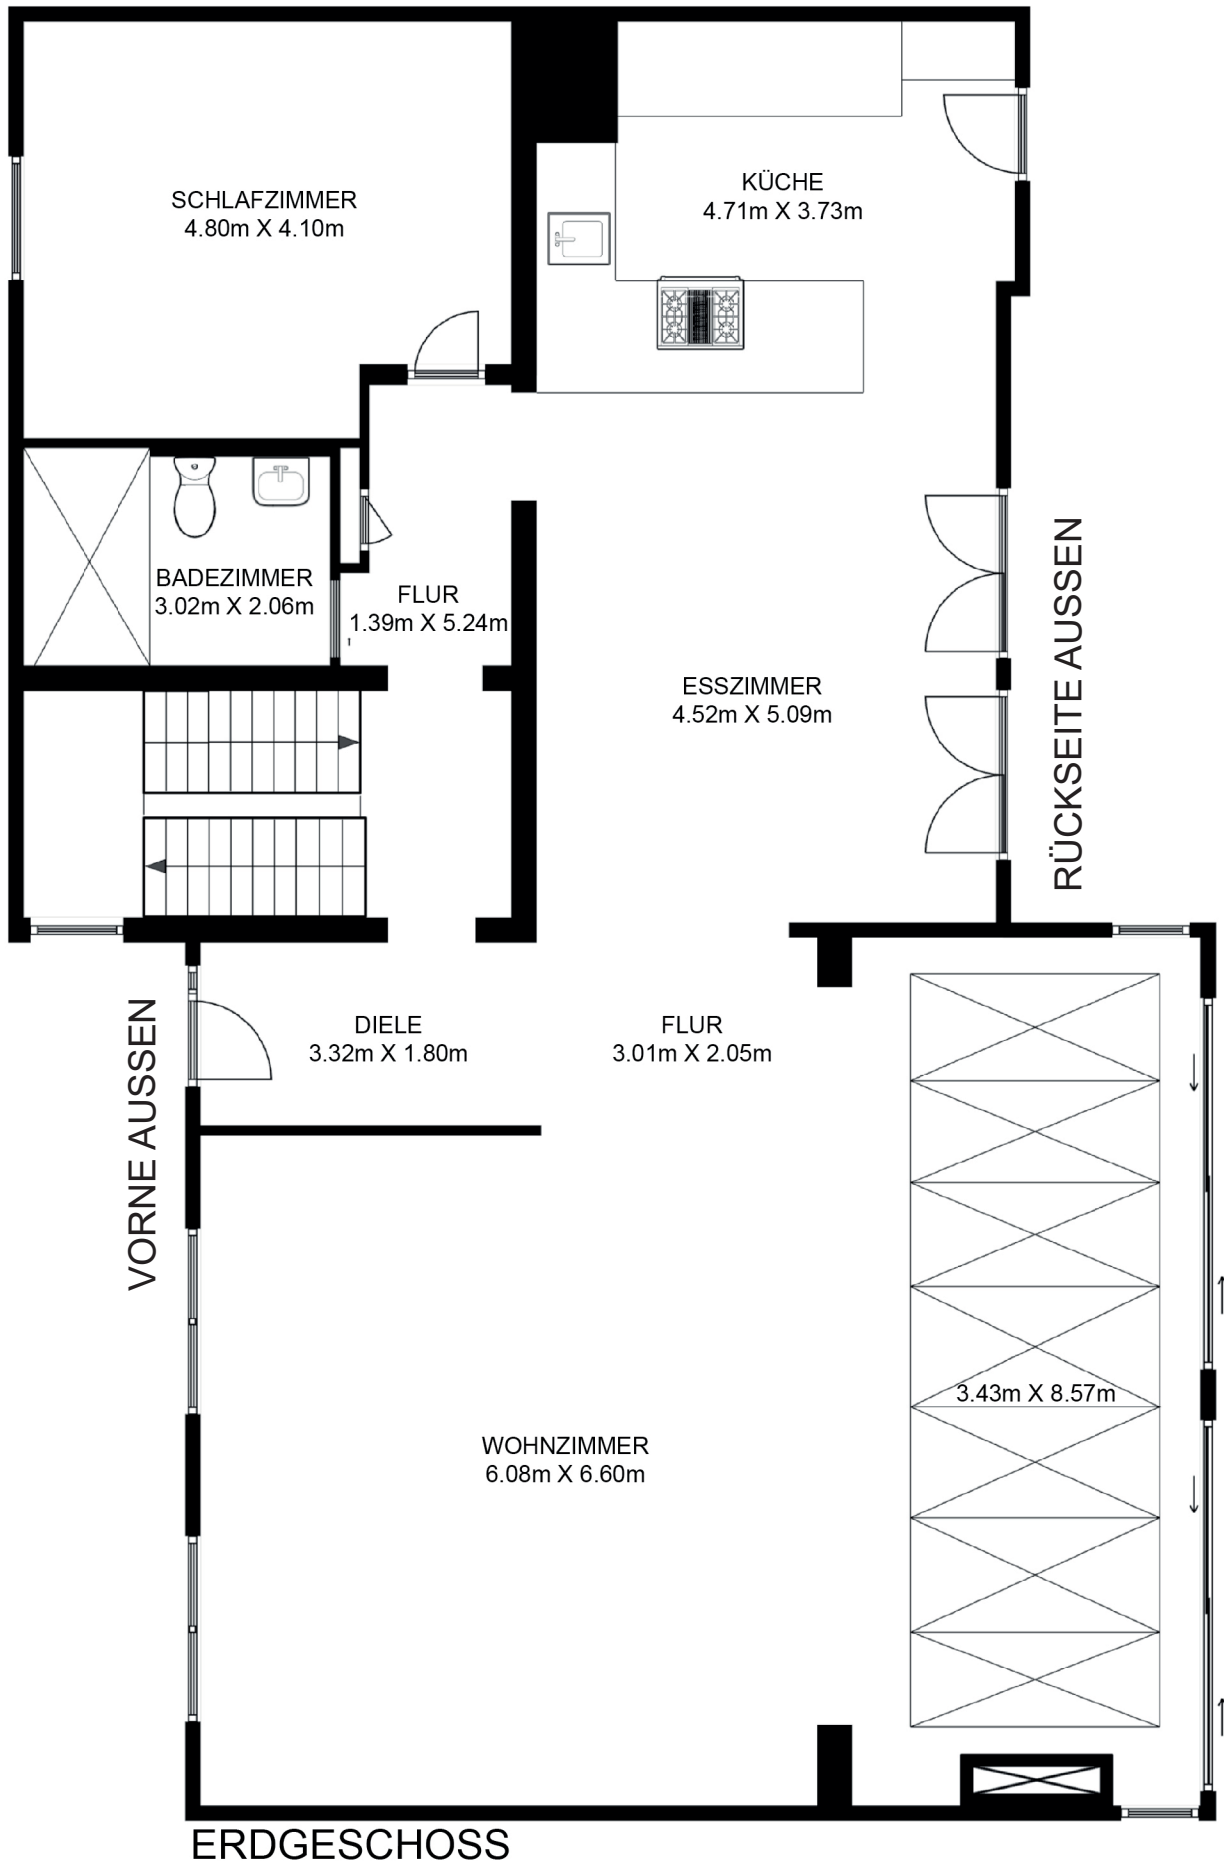 SCHLAFZIMMER
4.80m X 4.10m
KÜCHE
4.71m X 3.73m
BADEZIMMER
3.02m X 2.06m
FLUR
1.39m X 5.24m
ESSZIMMER
4.52m X 5.09m
RÜCKSEITE AUSSEN
VORNE AUSSEN
DIELE
3.32m X 1.80m
FLUR
3.01m X 2.05m
3.43m X 8.57m
WOHNZIMMER
6.08m X 6.60m
ERDGESCHOSS